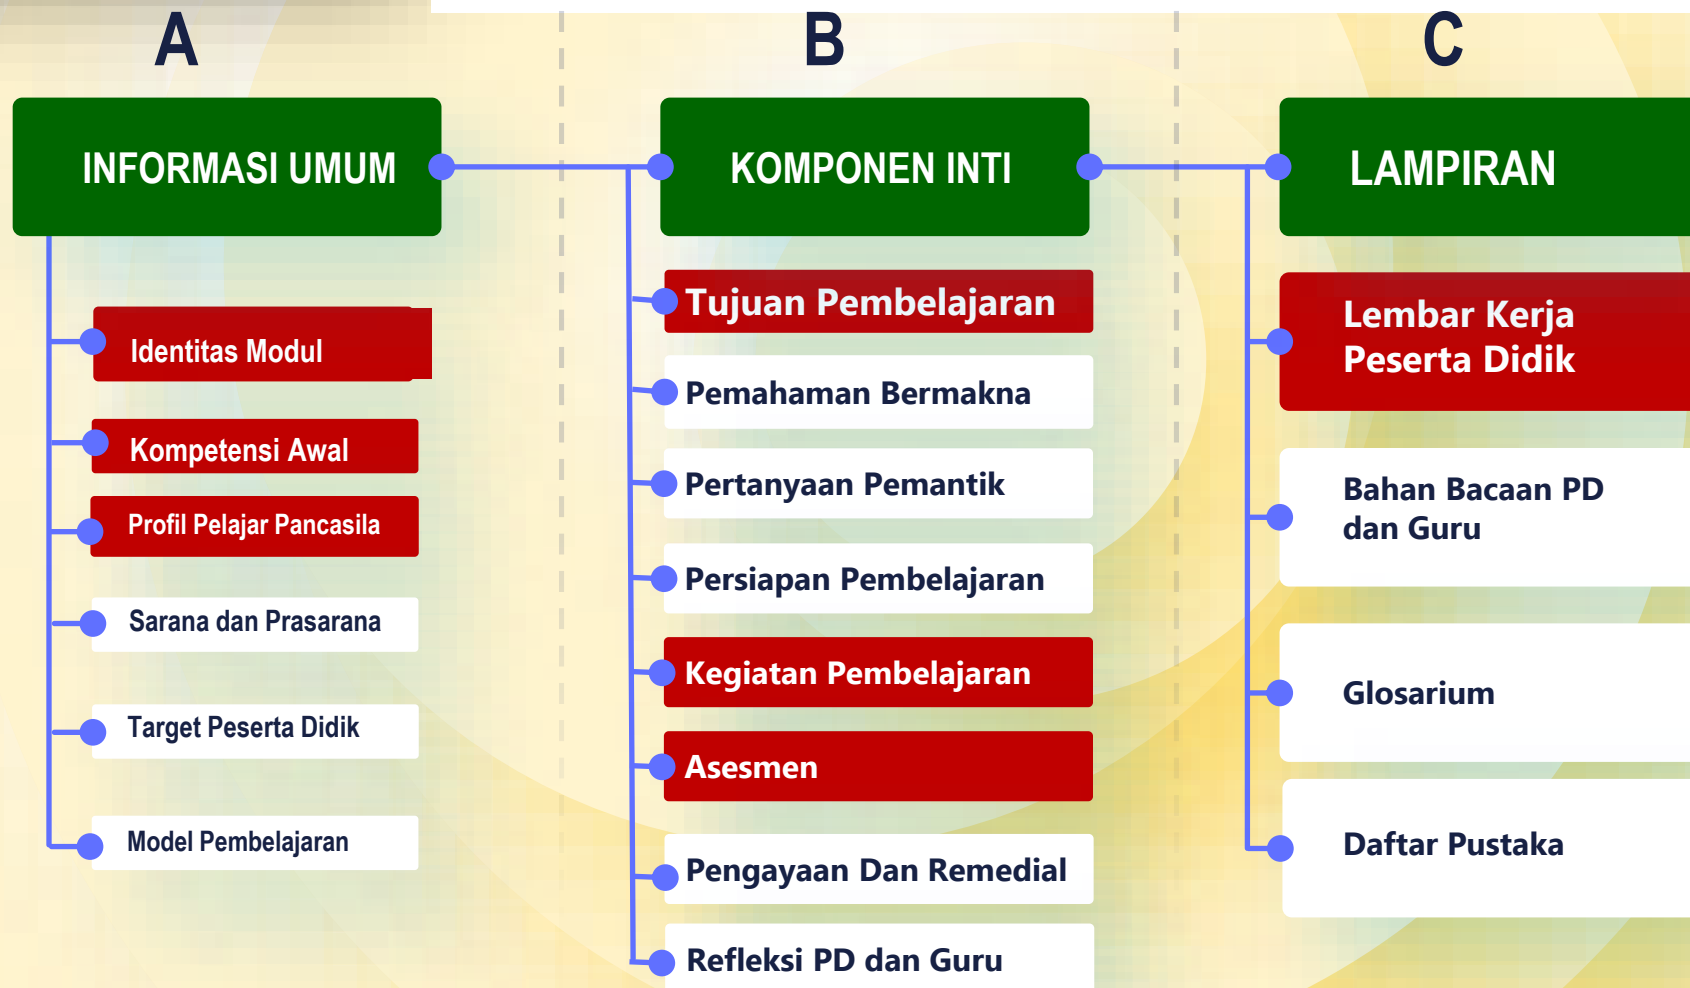 A
INFORMASI UMUM
Identitas Modul
Kompetensi Awal
Profil Pelajar Pancasila
Sarana dan Prasarana
Target Peserta Didik
Model Pembelajaran
B
KOMPONEN INTI
Tujuan Pembelajaran
Pemahaman Bermakna
Pertanyaan Pemantik
Persiapan Pembelajaran
Kegiatan Pembelajaran
Asesmen
Pengayaan Dan Remedial
Refleksi PD dan Guru
C
LAMPIRAN
Lembar Kerja
Peserta Didik
Bahan Bacaan PD
dan Guru
Glosarium
Daftar Pustaka